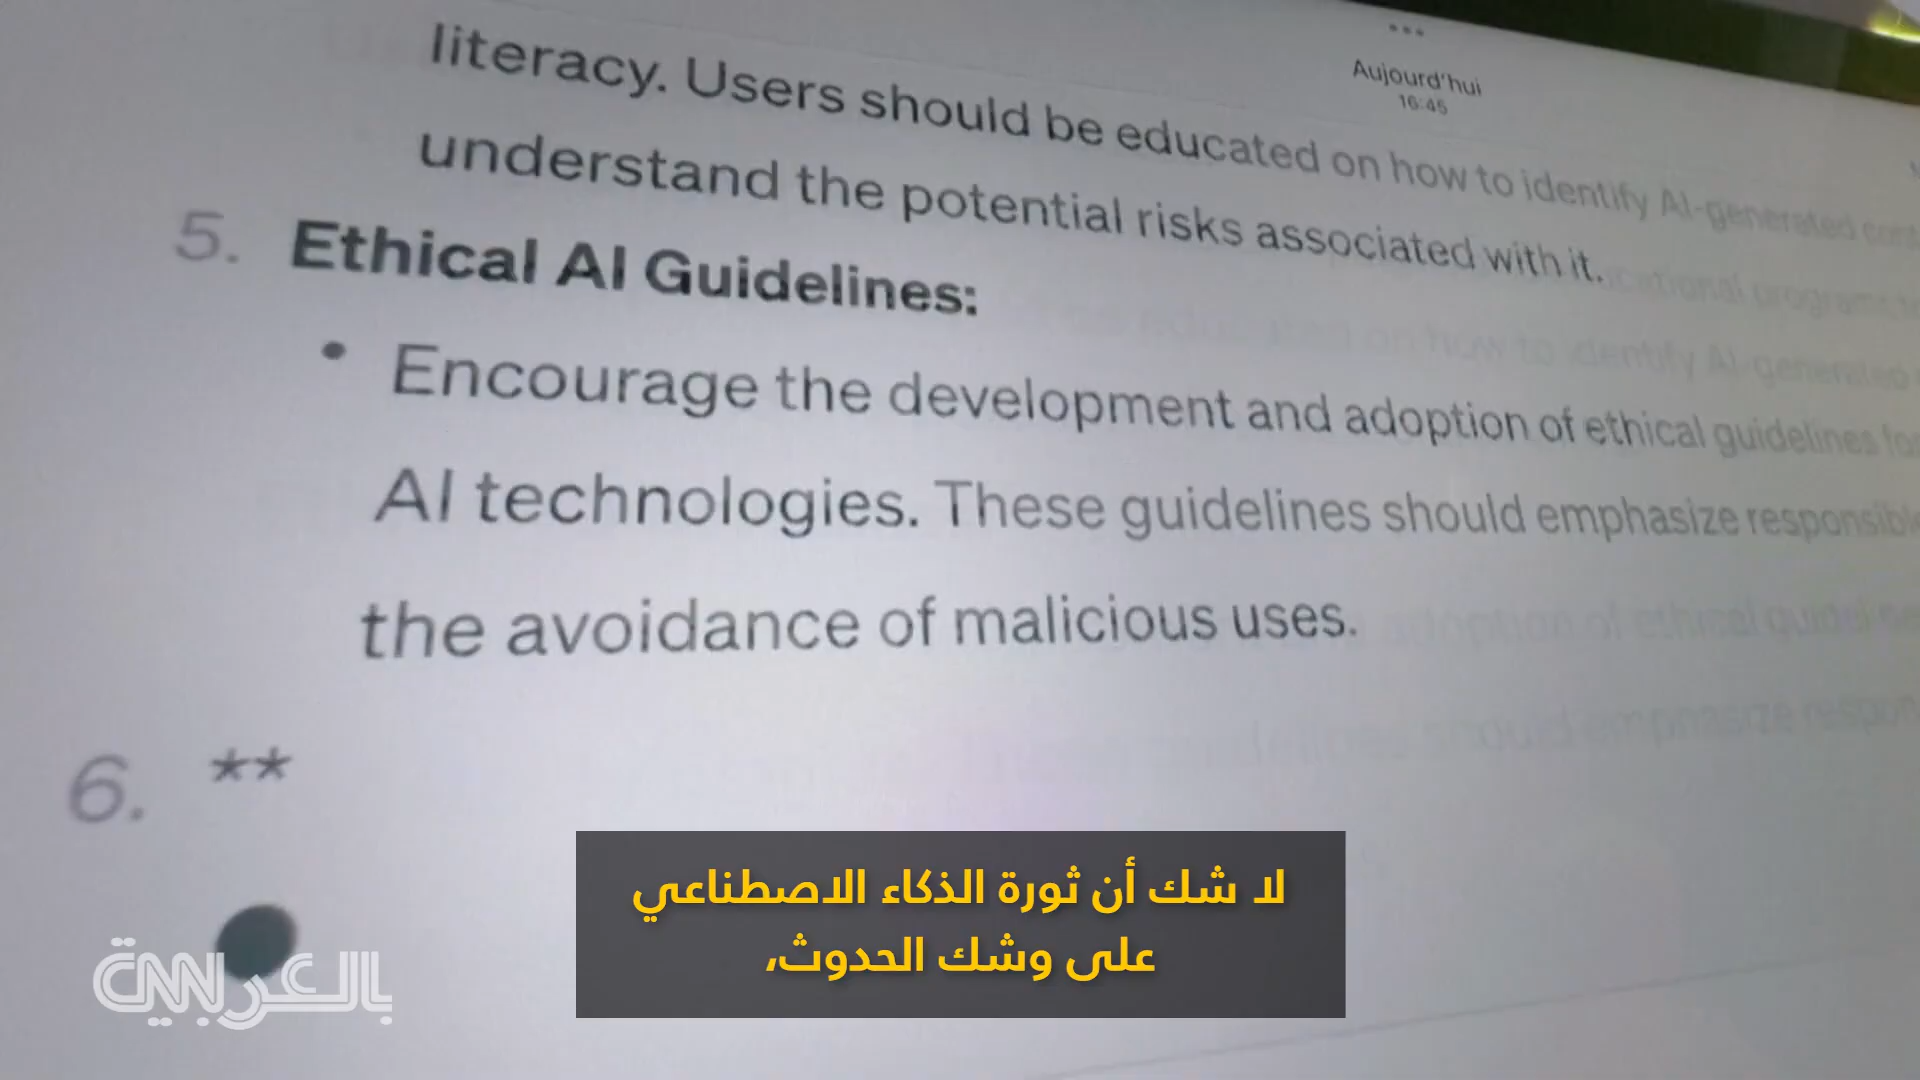 literacy. Users should be educated on how to identify AI-generated
understand the potential risks associated with it.
5. Ethical AI Guidelines:
• Encourage the development and adoption of ethical guidelines for
AI technologies. These guidelines should emphasize responsible
the avoidance of malicious uses.
6. **
Aujourd'hui
16:45
لا شك أن ثورة الذكاء الاصطناعي
على وشك الحدوث،
CNN بالعربية